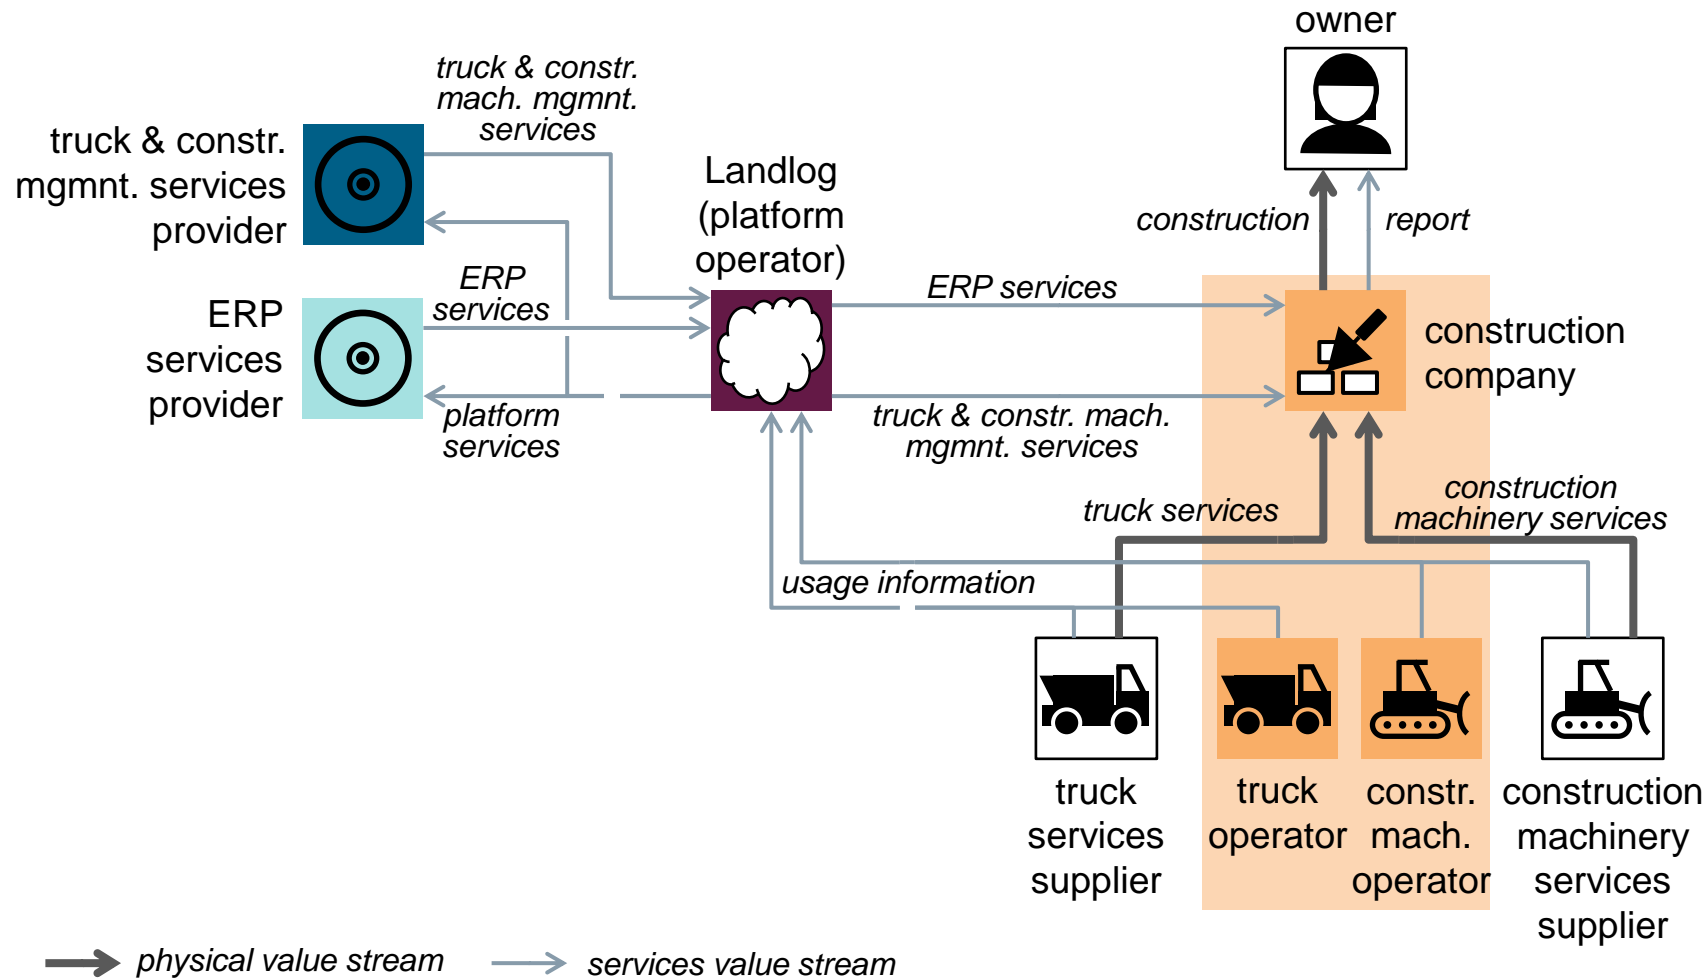 owner
truck & constr.
mach. mgmnt.
services
truck & constr.
mgmnt. services
provider
Landlog
(platform
operator)
construction
report
ERP
services
ERP services
ERP
services
provider
construction
company
platform
services
truck & constr. mach.
mgmnt. services
truck services
construction
machinery services
usage information
truck
services
supplier
truck
operator
constr.
mach.
operator
construction
machinery
services
supplier
physical value stream
services value stream